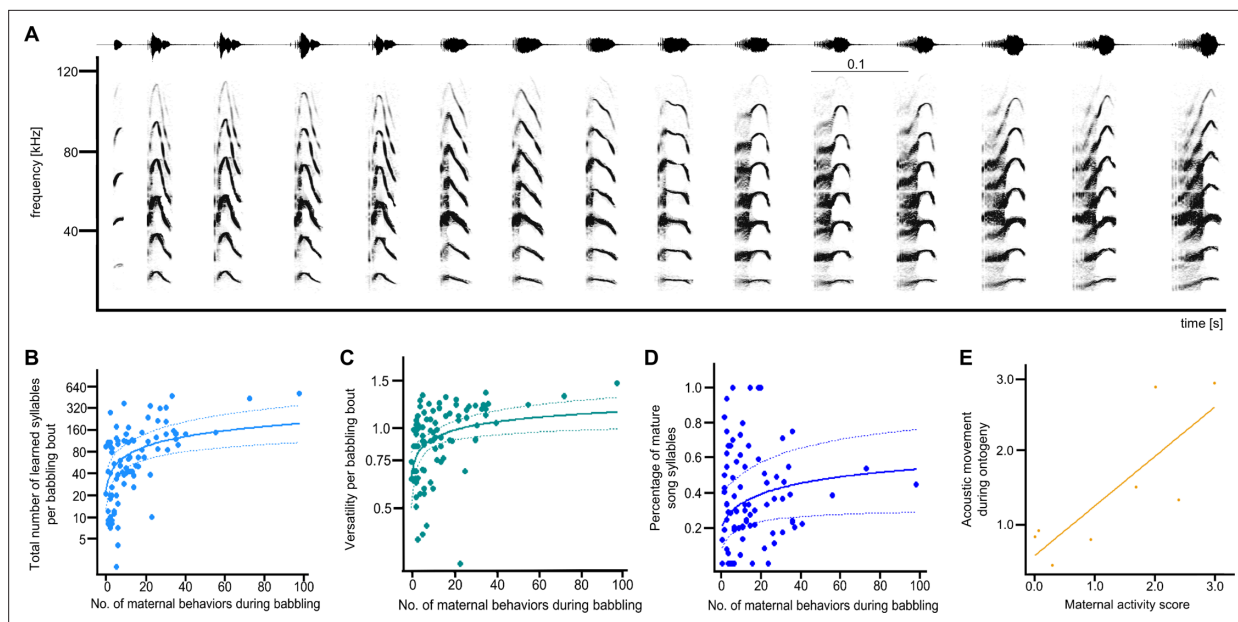 A
120
80
40
frequency [kHz]
0.1
time [s]
B
640
320
160
80
40
20
10
5
Total number of learned syllables
per babbling bout
0 20 40 60 80 100
No. of maternal behaviors during babbling
C
1.5
1.0
0.75
0.5
Versatility per babbling bout
0 20 40 60 80 100
No. of maternal behaviors during babbling
D
1.0
0.8
0.6
0.4
0.2
Percentage of mature
song syllables
0 20 40 60 80 100
No. of maternal behaviors during babbling
E
3.0
2.0
1.0
Acoustic movement
during ontogeny
0.0 1.0 2.0 3.0
Maternal activity score